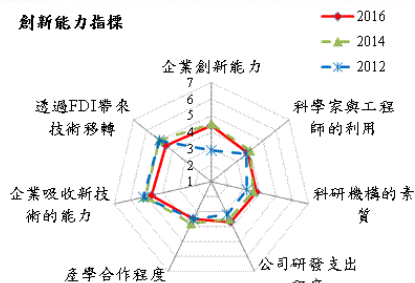 創新能力指標
2016
2014
2012
企業創新能力
7
6
5
4
3
2
1
透過FDI帶來
技術移轉
科學家與工程
師的利用
企業吸收新技
術的能力
科研機構的素
質
產學合作程度
公司研發支出